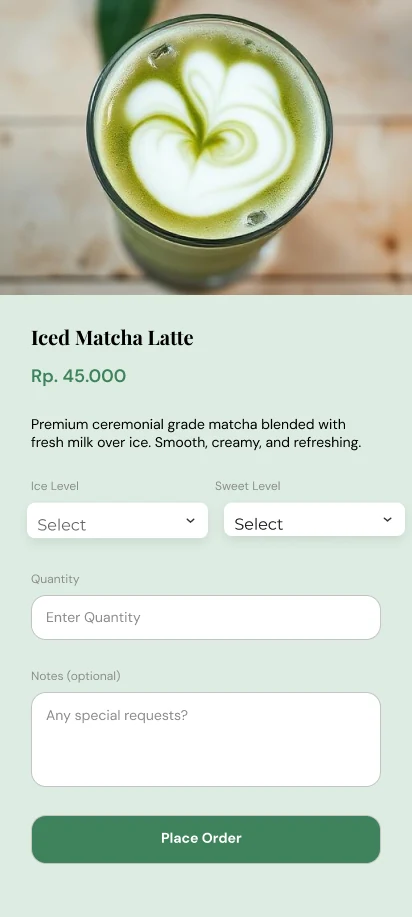 Iced Matcha Latte
Rp. 45.000
Premium ceremonial grade matcha blended with
fresh milk over ice. Smooth, creamy, and refreshing.
Ice Level Sweet Level
Select Select
Quantity
Enter Quantity
Notes (optional)
Any special requests?
Place Order